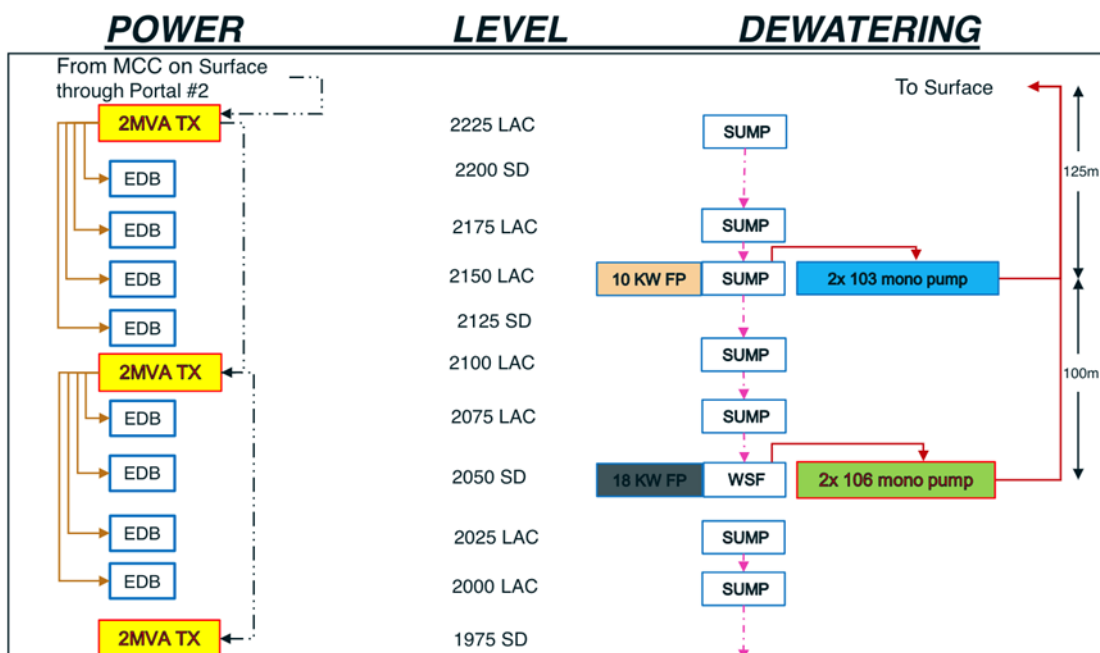 POWER LEVEL DEWATERING
From MCC on Surface
through Portal #2
To Surface
2MVA TX 2225 LAC SUMP
EDB 2200 SD 125m
EDB 2175 LAC SUMP
EDB 2150 LAC 10 KW FP SUMP 2x 103 mono pump
EDB 2125 SD
2MVA TX 2100 LAC SUMP 100m
EDB 2075 LAC SUMP
EDB 2050 SD 18 KW FP WSF 2x 106 mono pump
EDB 2025 LAC SUMP
EDB 2000 LAC SUMP
2MVA TX 1975 SD